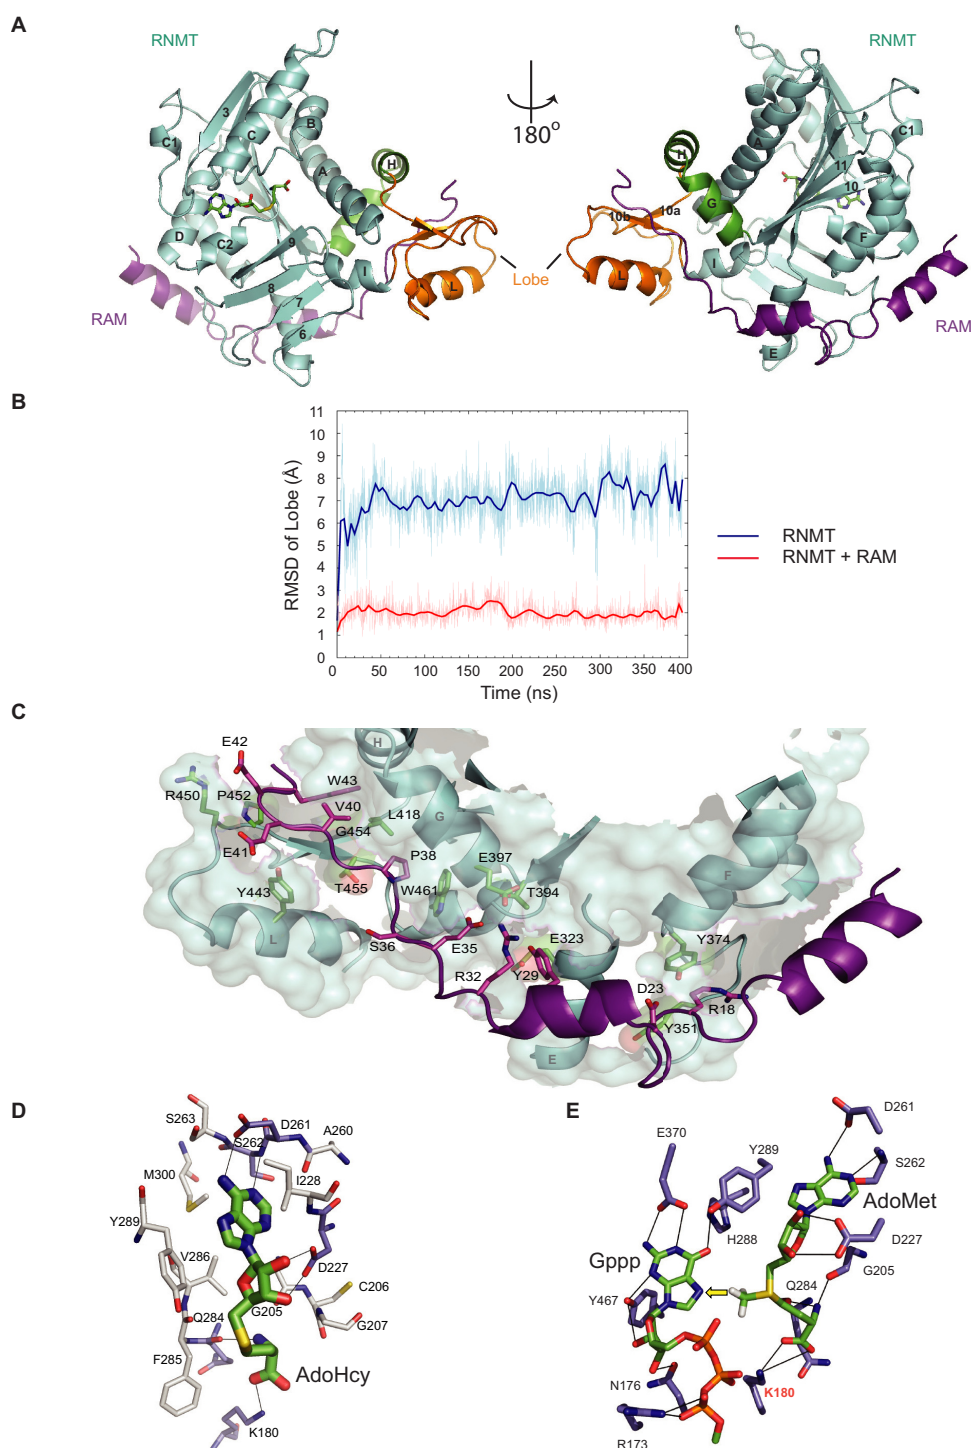 A
RNMT
RNMT
3
C1
C
B
A
H
D
C2
9
8
7
6
I
L
RAM
180°
Lobe
H
A
G
C1
11
10
10b
10a
F
I
L
E
RAM
B
11
10
9
8
7
6
5
4
3
2
1
0
RMSD of Lobe (Å)
0 50 100 150 200 250 300 350 400
Time (ns)
RNMT
RNMT + RAM
C
E42
R450
P452
W43
V40
L418
G454
E41
P38
E397
T455
W461
T394
Y443
S36
E35
E323
R32
Y29
Y374
D23
R18
Y351
H
G
F
L
E
D
S263
D261
A260
S262
M300
I228
Y289
V286
D227
C206
G205
Q284
G207
F285
AdoHcy
K180
E
D261
E370
Y289
S262
AdoMet
H288
D227
Gppp
G205
Q284
Y467
N176
K180
R173